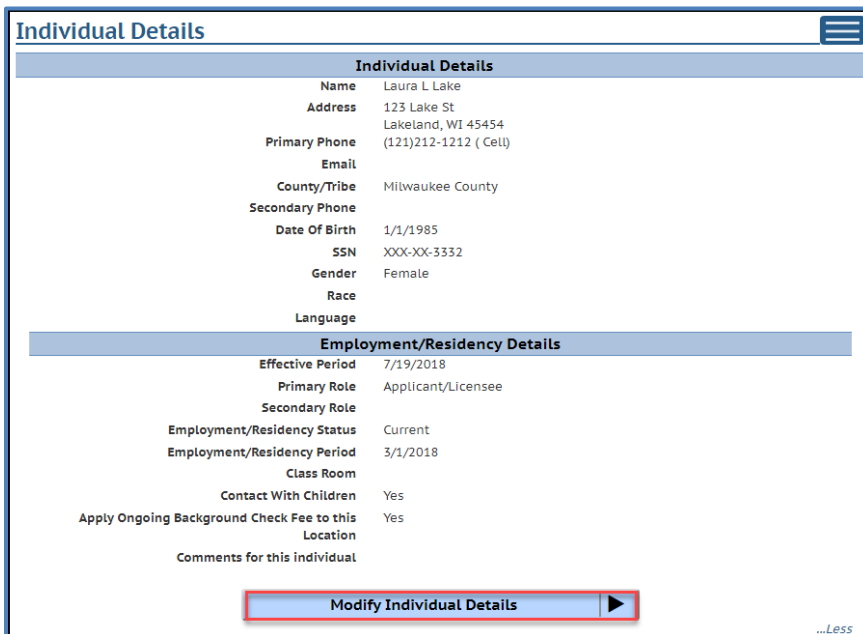 Individual Details
Individual Details
Name Laura L Lake
Address 123 Lake St
Lakeland, WI 45454
Primary Phone (121)212-1212 ( Cell)
Email
County/Tribe Milwaukee County
Secondary Phone
Date Of Birth 1/1/1985
SSN XXX-XX-3332
Gender Female
Race
Language
Employment/Residency Details
Effective Period 7/19/2018
Primary Role Applicant/Licensee
Secondary Role
Employment/Residency Status Current
Employment/Residency Period 3/1/2018
Class Room
Contact With Children Yes
Apply Ongoing Background Check Fee to this Yes
Location
Comments for this individual
Modify Individual Details
...Less